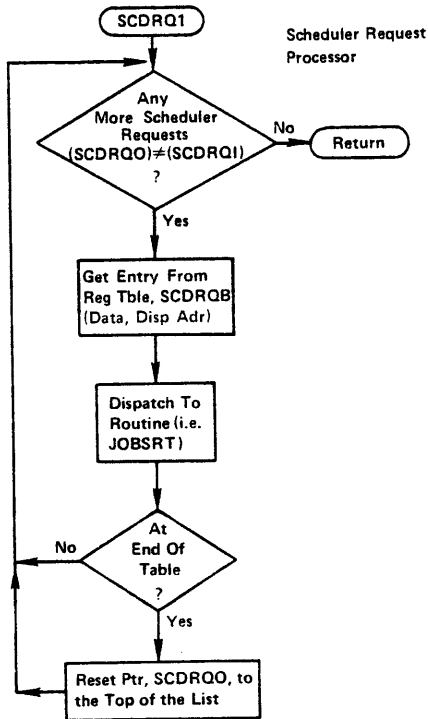 SCDRQ1
Scheduler Request
Processor
Any
More Scheduler
Requests
(SCDRQO)≠(SCDRQI)
?
No
Return
Yes
Get Entry From
Reg Tble, SCDRQB
(Data, Disp Adr)
Dispatch To
Routine (i.e.
JOBSRT)
At
End Of
Table
?
No
Yes
Reset Ptr, SCDRQO, to
the Top of the List